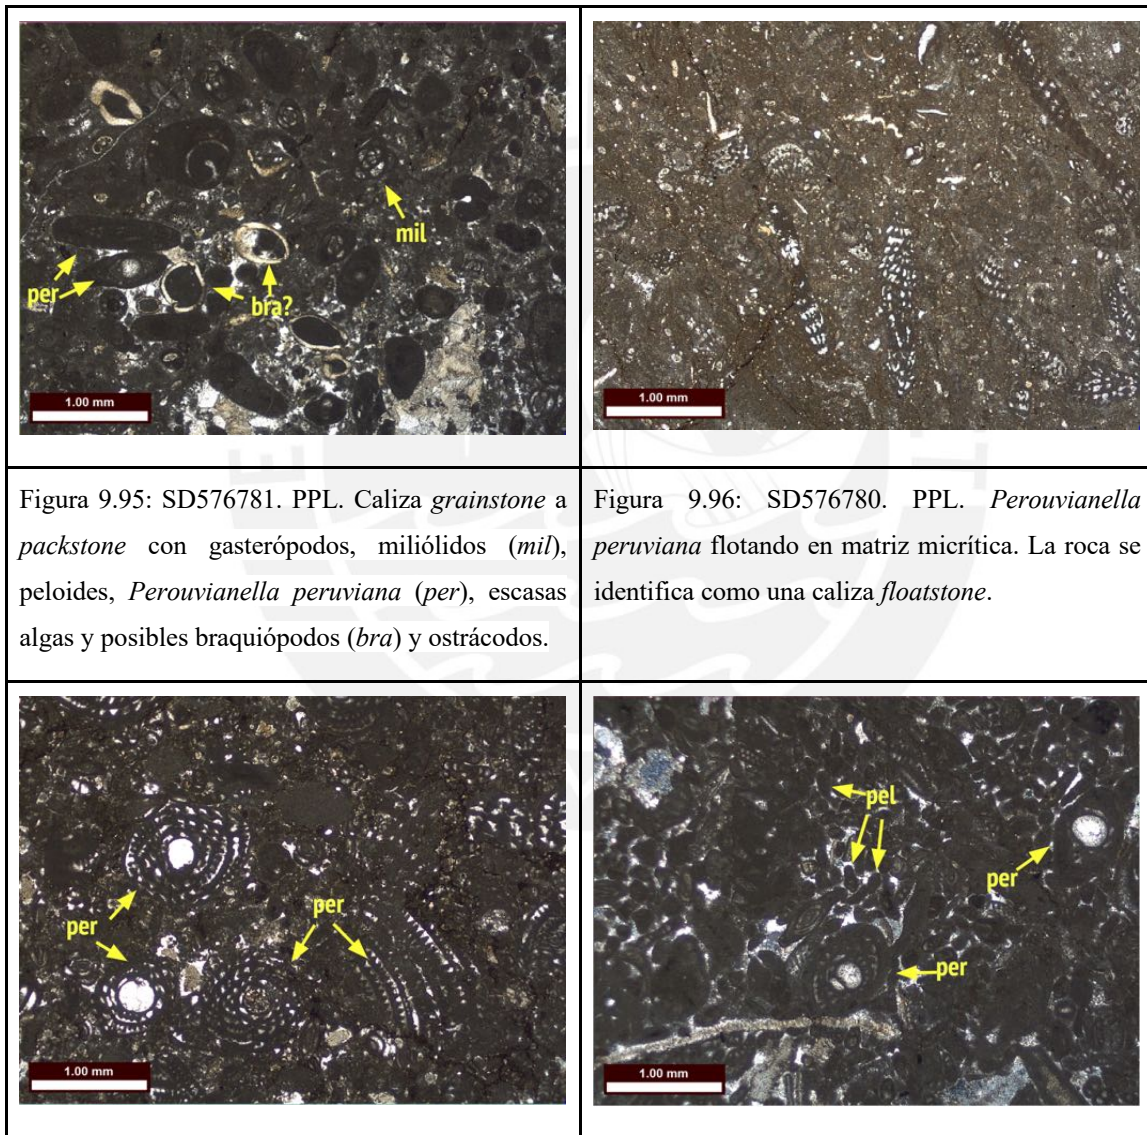 mil
per
bra?
1.00 mm
1.00 mm
Figura 9.95: SD576781. PPL. Caliza grainstone a
packstone con gasterópodos, miliólidos (mil),
peloides, Perouvianella peruviana (per), escasas
algas y posibles braquiópodos (bra) y ostrácodos.
Figura 9.96: SD576780. PPL. Perouvianella
peruviana flotando en matriz micrítica. La roca se
identifica como una caliza floatstone.
per
per
1.00 mm
pel
per
per
1.00 mm